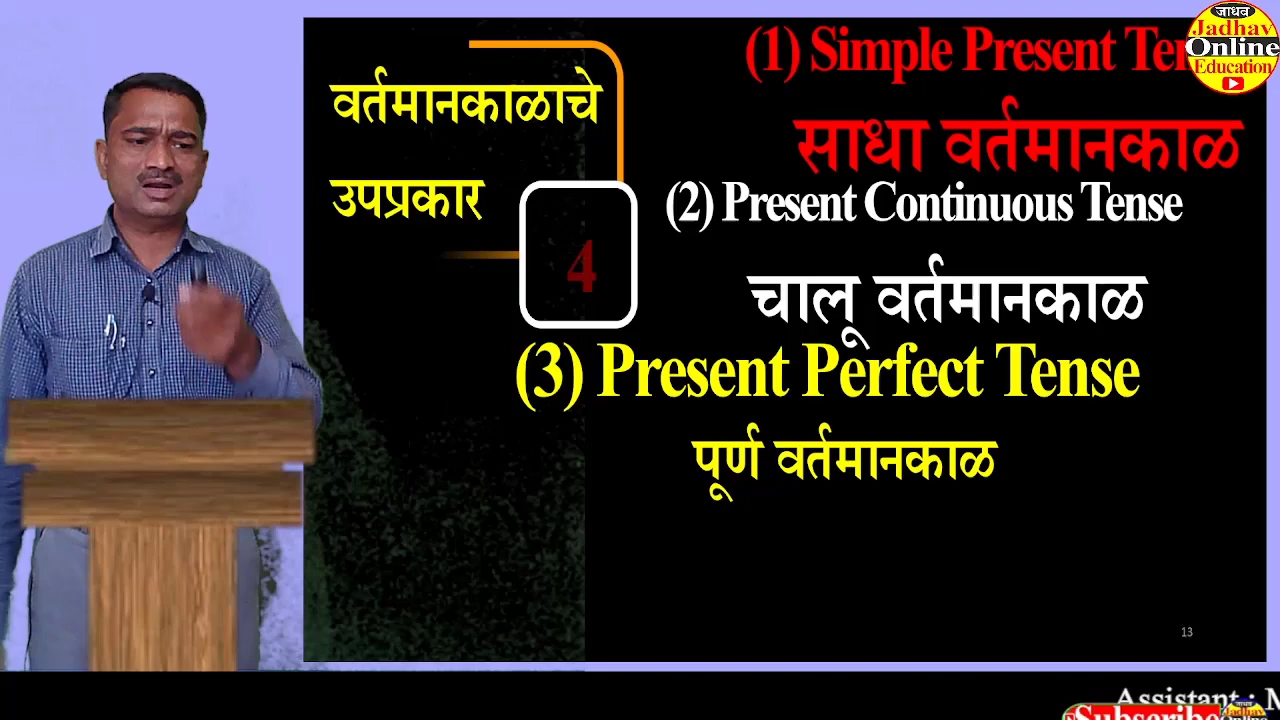 वर्तमानकाळाचे
उपप्रकार
4
(1) Simple Present
साधा वर्तमानकाळ
(2) Present Continuous Tense
चालू वर्तमानकाळ
(3) Present Perfect Tense
पूर्ण वर्तमानकाळ
13
जाधव
Jadhav
Online
Education
Assistant :
Subscribe